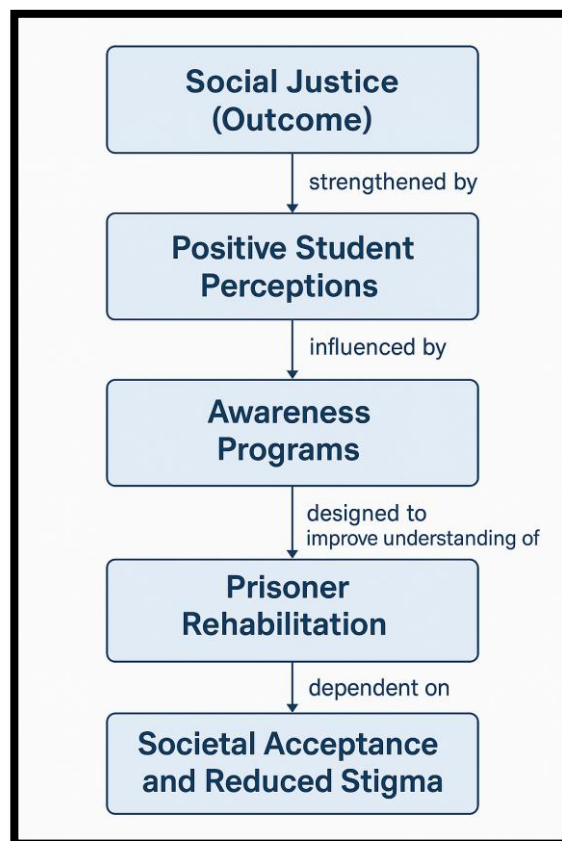 Social Justice
(Outcome)
strengthened by
Positive Student
Perceptions
influenced by
Awareness
Programs
designed to
improve understanding of
Prisoner
Rehabilitation
dependent on
Societal Acceptance
and Reduced Stigma